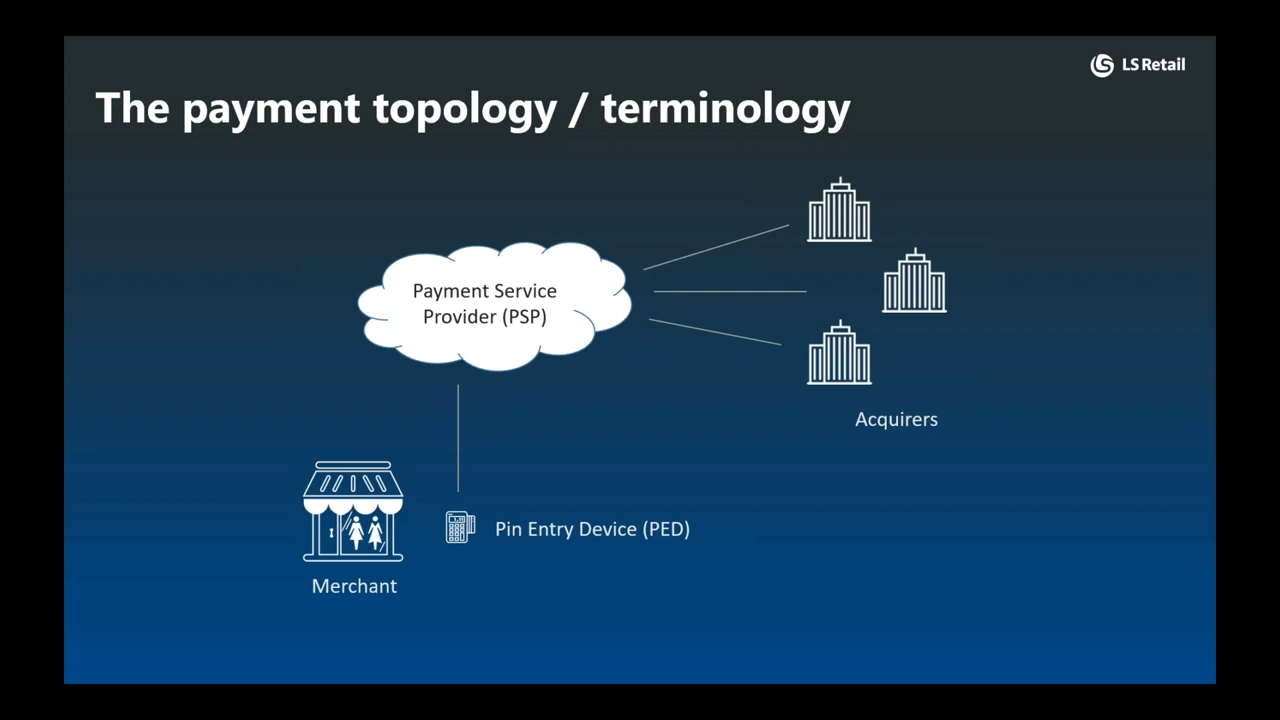 LS Retail
The payment topology / terminology
Payment Service
Provider (PSP)
Acquirers
Pin Entry Device (PED)
Merchant